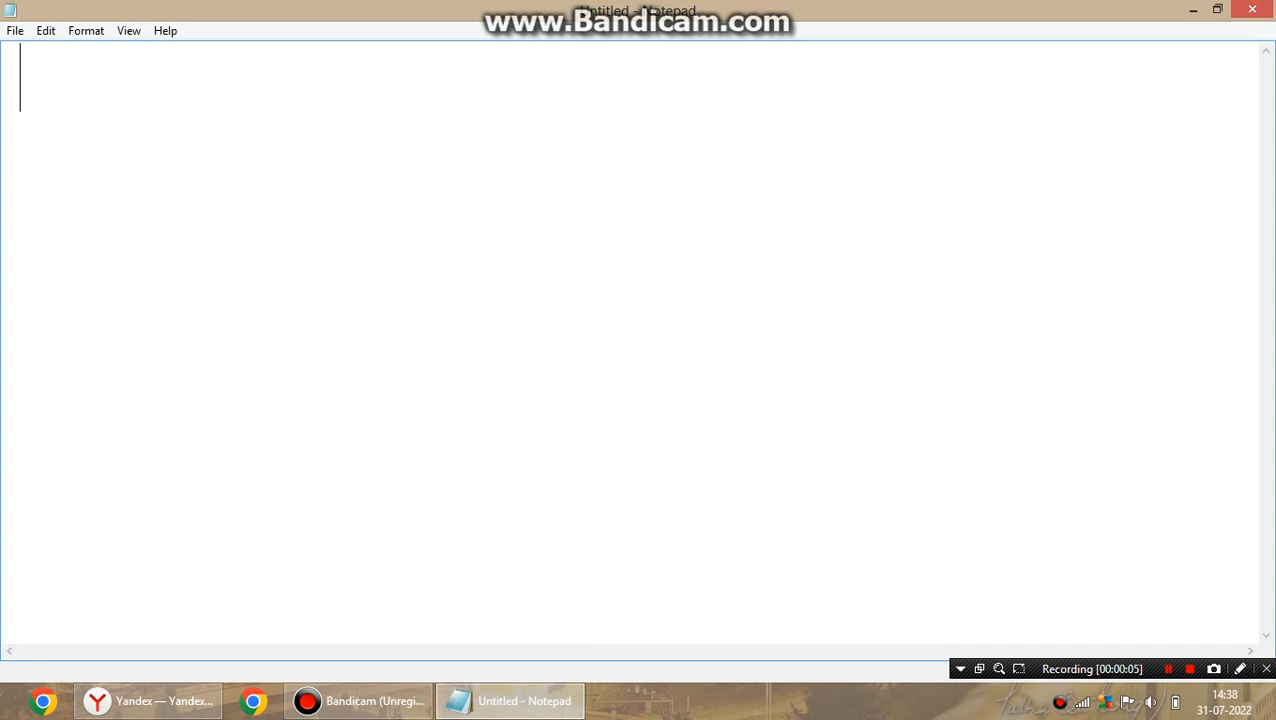 Untitled - Notepad
www.Bandicam.com
File Edit Format View Help
Recording [00:00:05]
Yandex — Yandex...
Bandicam (Unregi...
Untitled - Notepad
14:38
31-07-2022